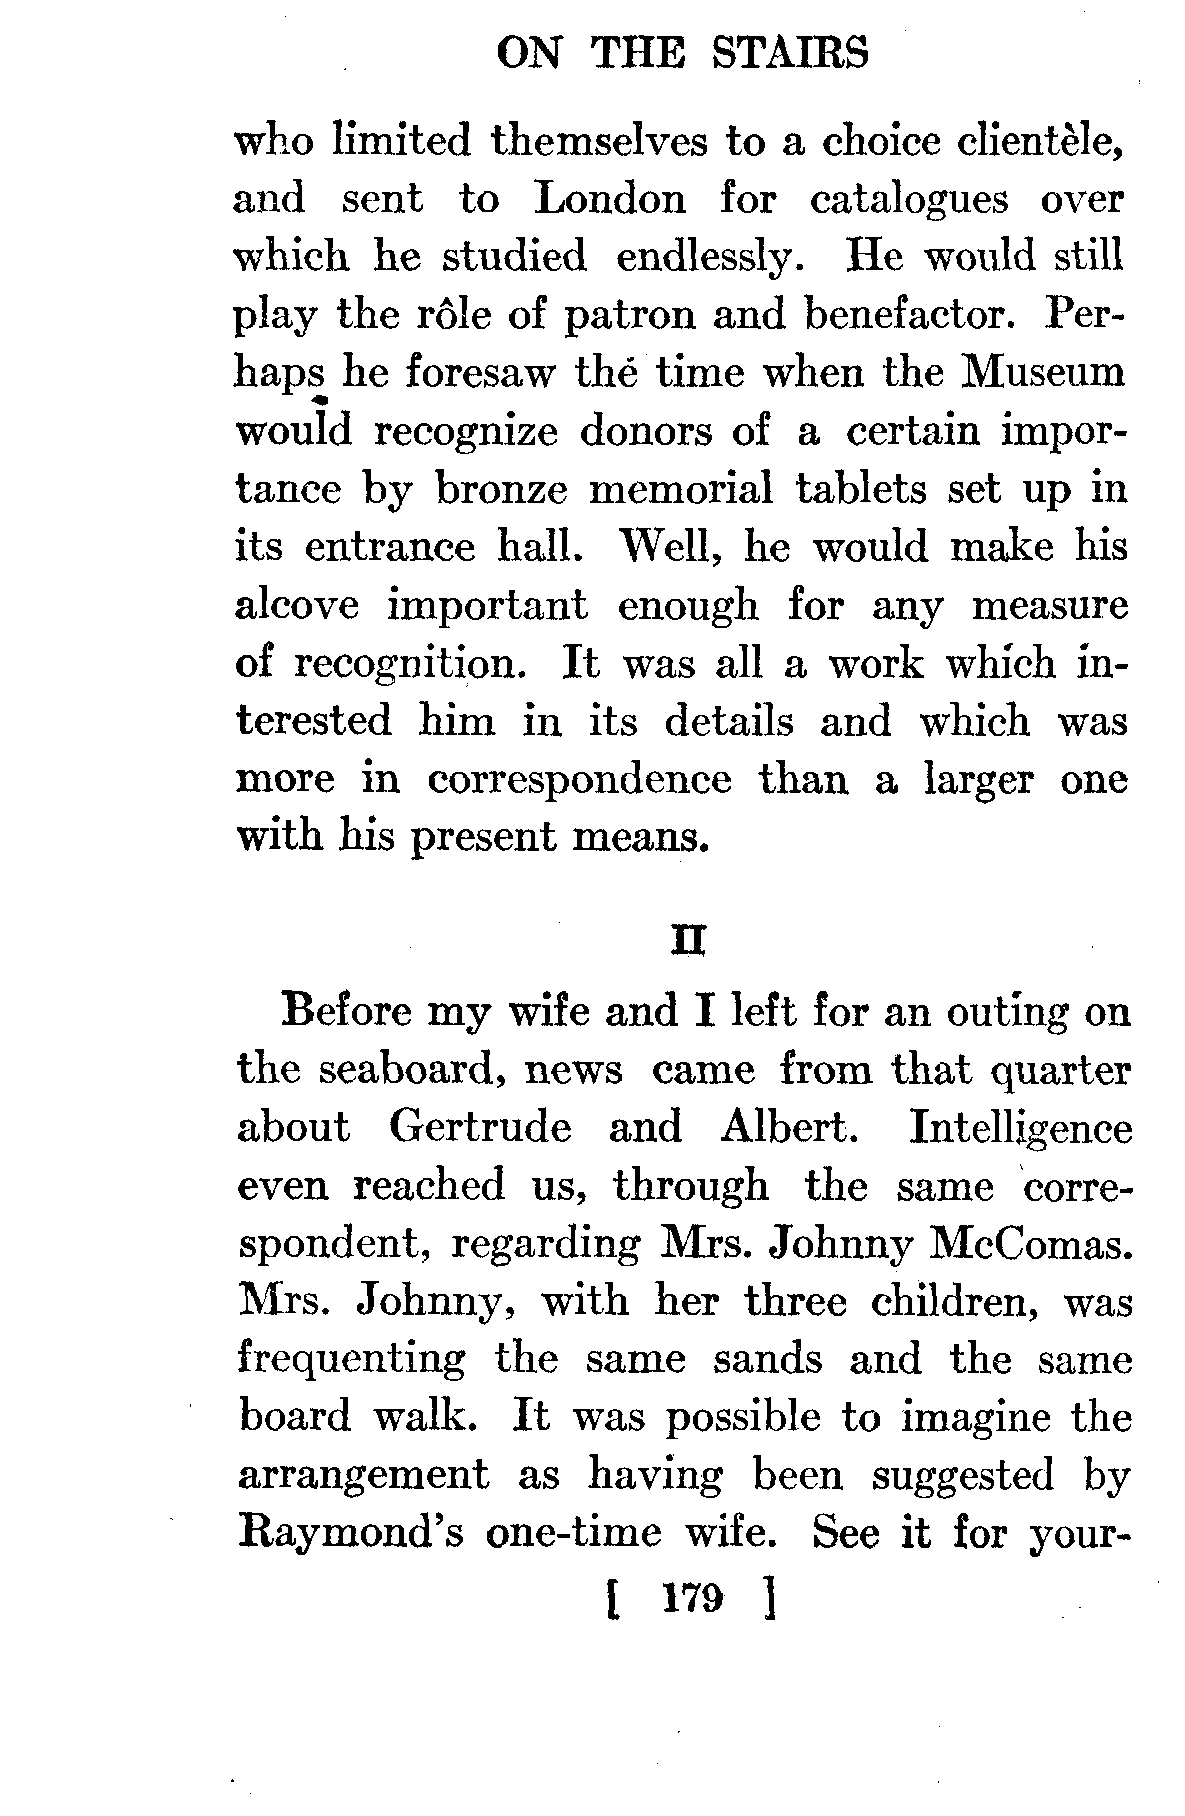 ON THE STAIRS
who limited themselves to a choice clientèle,
and sent to London for catalogues over
which he studied endlessly. He would still
play the rôle of patron and benefactor. Per-
haps he foresaw the time when the Museum
would recognize donors of a certain impor-
tance by bronze memorial tablets set up in
its entrance hall. Well, he would make his
alcove important enough for any measure
of recognition. It was all a work which in-
terested him in its details and which was
more in correspondence than a larger one
with his present means.
II
Before my wife and I left for an outing on
the seaboard, news came from that quarter
about Gertrude and Albert. Intelligence
even reached us, through the same corre-
spondent, regarding Mrs. Johnny McComas.
Mrs. Johnny, with her three children, was
frequenting the same sands and the same
board walk. It was possible to imagine the
arrangement as having been suggested by
Raymond's one-time wife. See it for your-
[ 179 ]